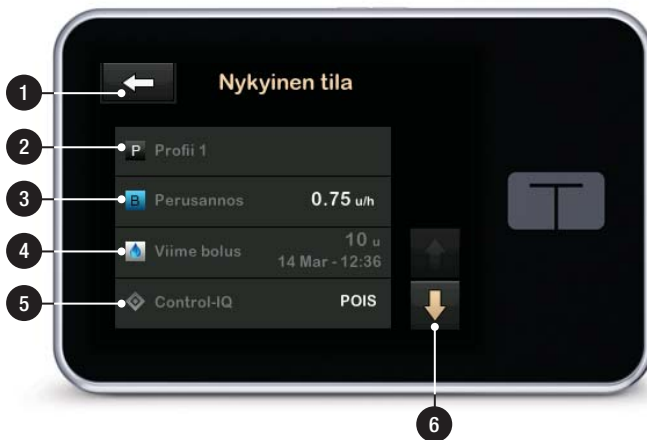 Nykyinen tila
1
2
P Profii 1
3
B Perusannos 0.75 u/h
4
Viime bolus 10 u
14 Mar - 12:36
5
Control-IQ POIS
6